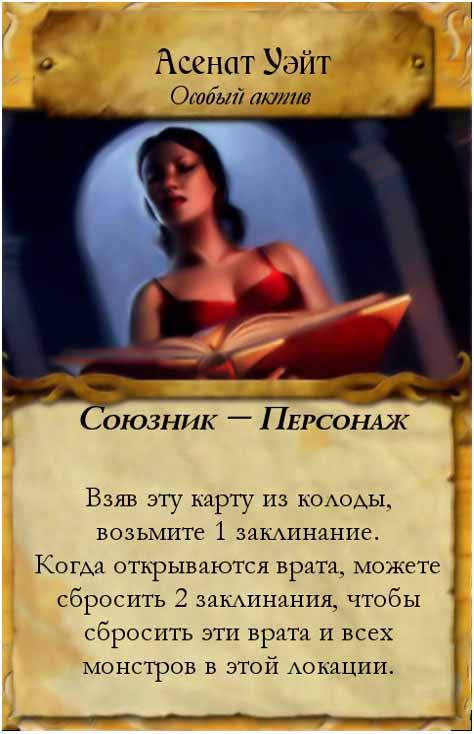 Асенат Уэйт
Особый актив
Союзник — Персонаж
Взяв эту карту из колоды,
возьмите 1 заклинание.
Когда открываются врата, можете
сбросить 2 заклинания, чтобы
сбросить эти врата и всех
монстров в этой локации.